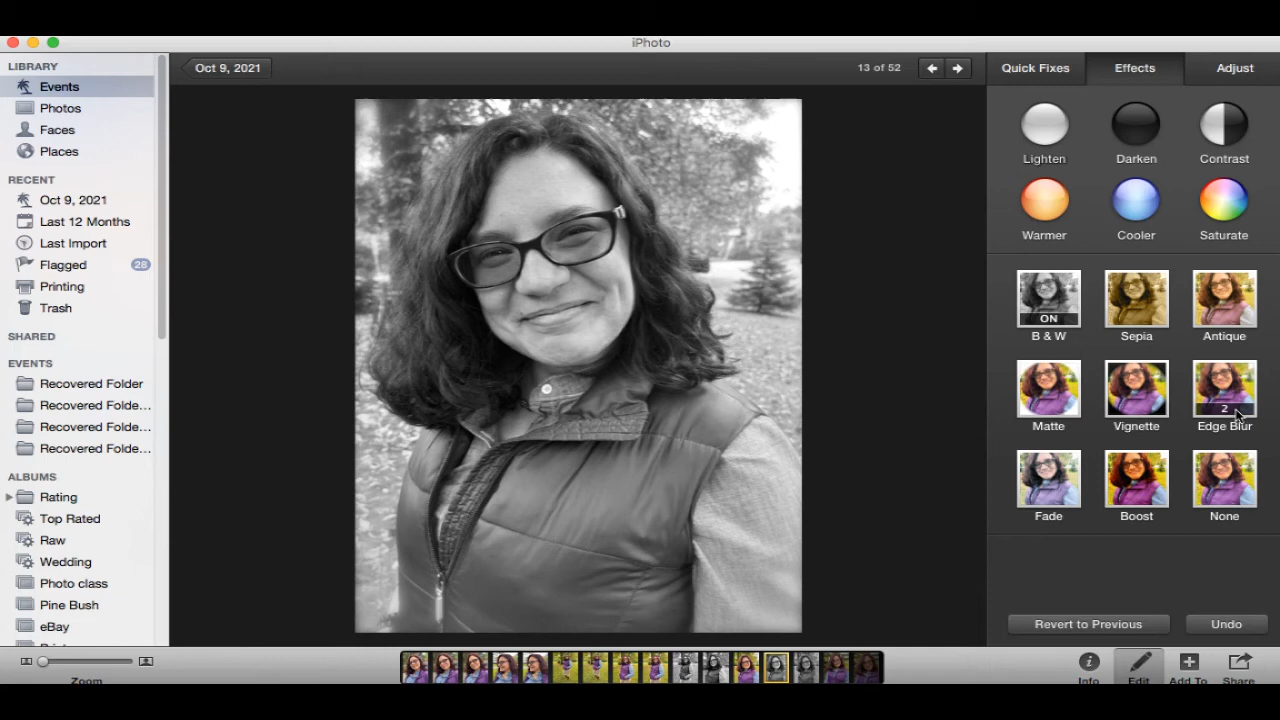 iPhoto
LIBRARY
Events
Photos
Faces
Places
RECENT
Oct 9, 2021
Last 12 Months
Last Import
Flagged 28
Printing
Trash
SHARED
EVENTS
Recovered Folder
Recovered Folde...
Recovered Folde...
Recovered Folde...
ALBUMS
Rating
Top Rated
Raw
Wedding
Photo class
Pine Bush
eBay
Zoom
Oct 9, 2021
13 of 52
Quick Fixes Effects Adjust
Lighten Darken Contrast
Warmer Cooler Saturate
ON
B & W Sepia Antique
2
Matte Vignette Edge Blur
Fade Boost None
Revert to Previous Undo
Info Edit Add To Share